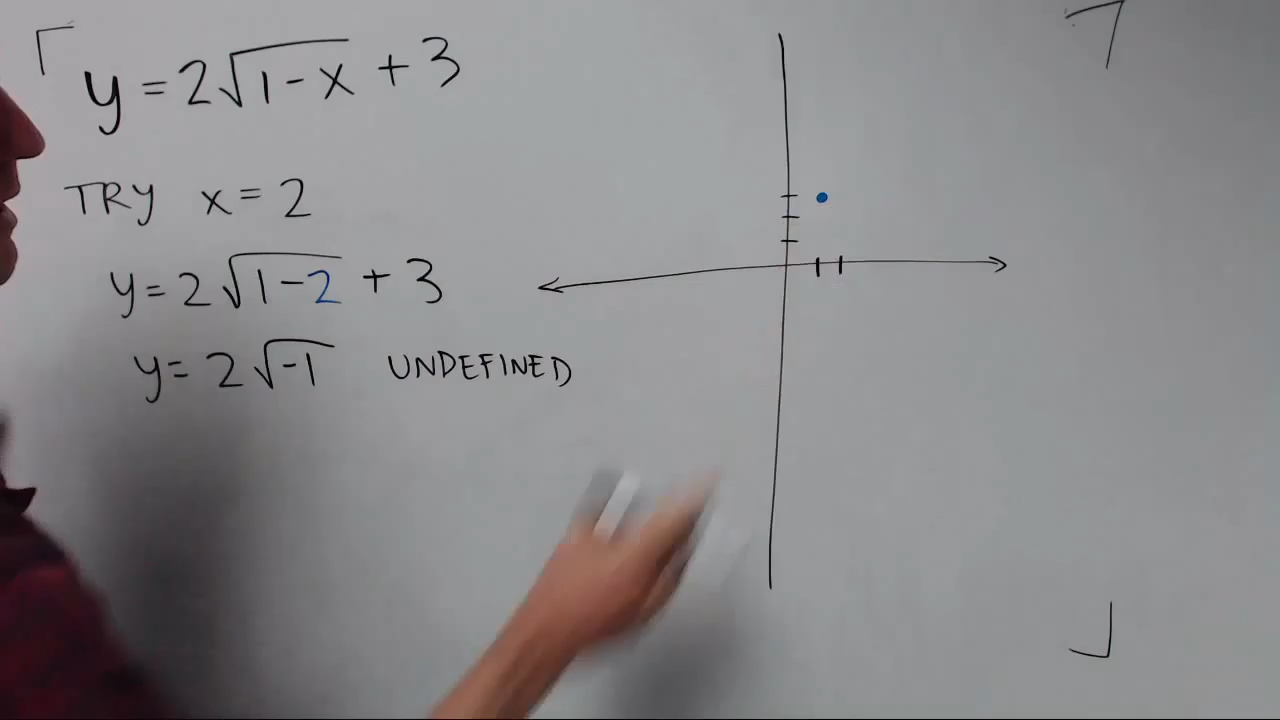 y = 2√1-x + 3
TRY x = 2
y = 2√1-2 + 3
y = 2√-1 UNDEFINED